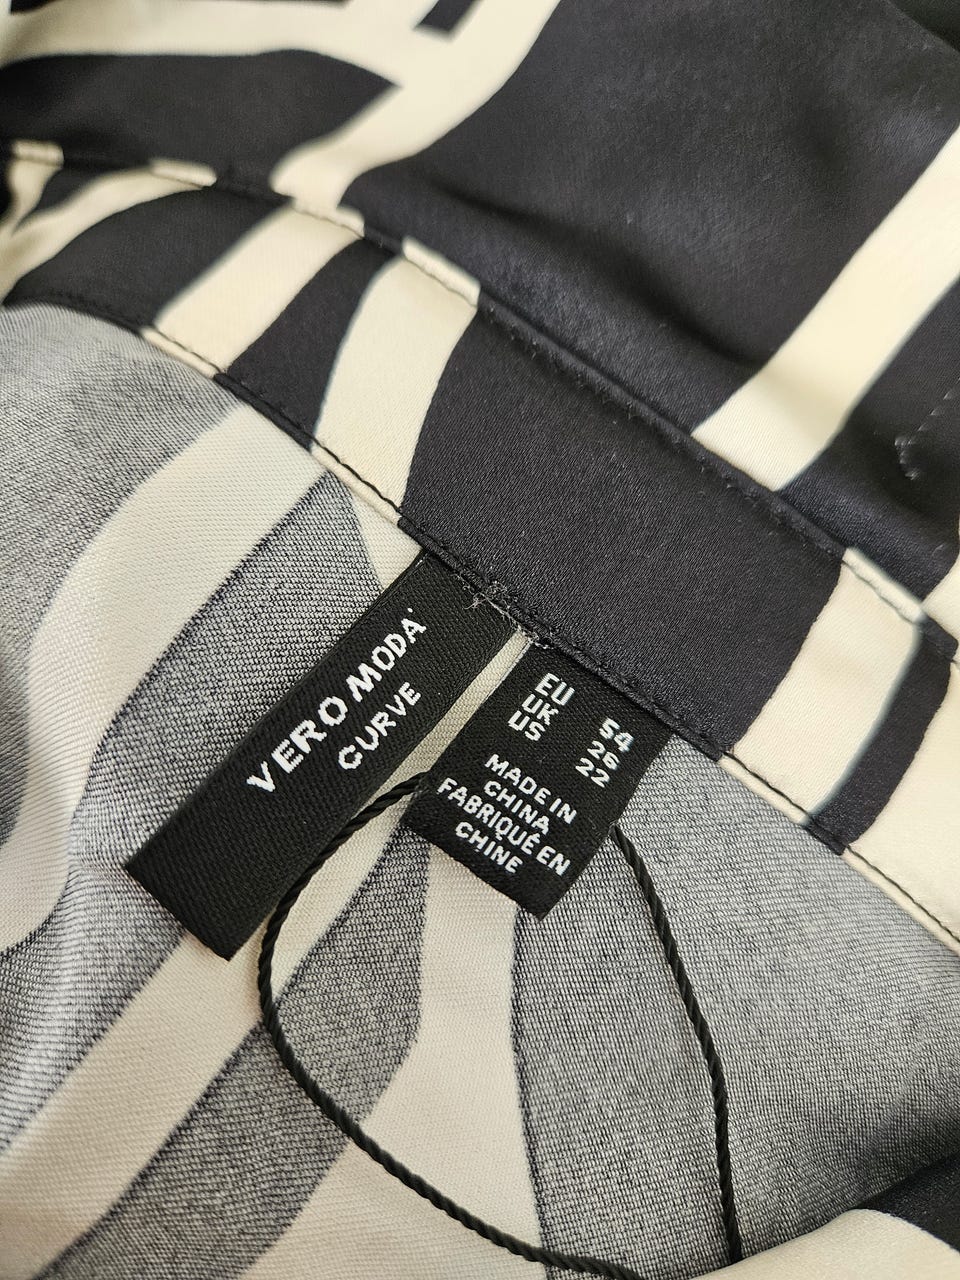 VERO MODA
CURVE
EU 54
UK 26
US 22
MADE IN
CHINA
FABRIQUÉ EN
CHINE